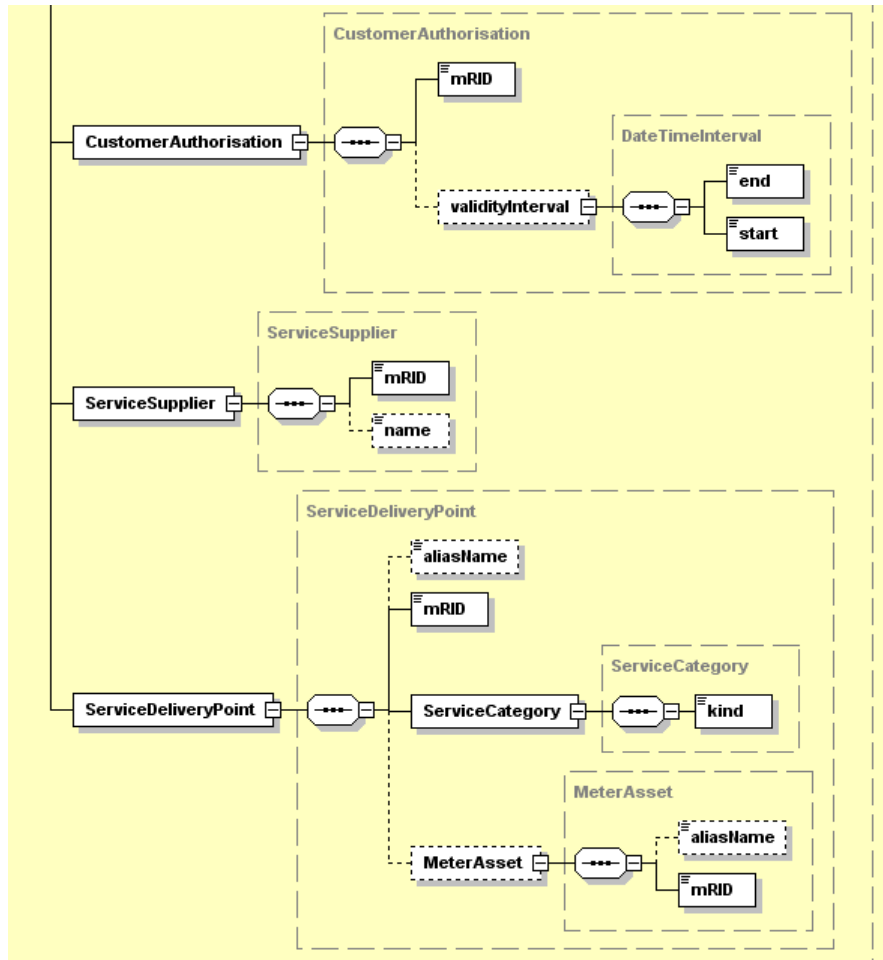 CustomerAuthorisation
mRID
DateTimeInterval
CustomerAuthorisation
end
validityInterval
start
ServiceSupplier
mRID
ServiceSupplier
name
ServiceDeliveryPoint
aliasName
mRID
ServiceCategory
ServiceDeliveryPoint
ServiceCategory
kind
MeterAsset
aliasName
MeterAsset
mRID